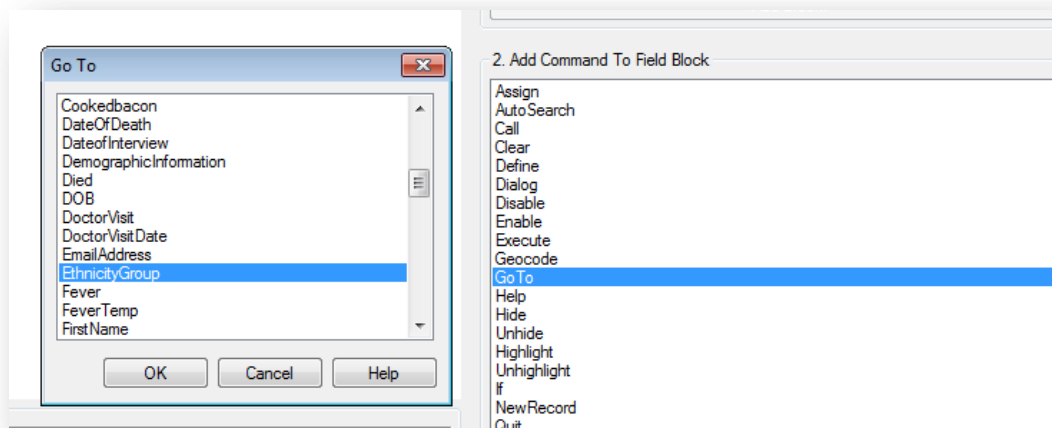 Go To
Cookedbacon
DateOfDeath
DateofInterview
DemographicInformation
Died
DOB
DoctorVisit
DoctorVisitDate
EmailAddress
EthnicityGroup
Fever
FeverTemp
FirstName
OK
Cancel
Help
2. Add Command To Field Block
Assign
AutoSearch
Call
Clear
Define
Dialog
Disable
Enable
Execute
Geocode
GoTo
Help
Hide
Unhide
Highlight
Unhighlight
If
NewRecord
Quit